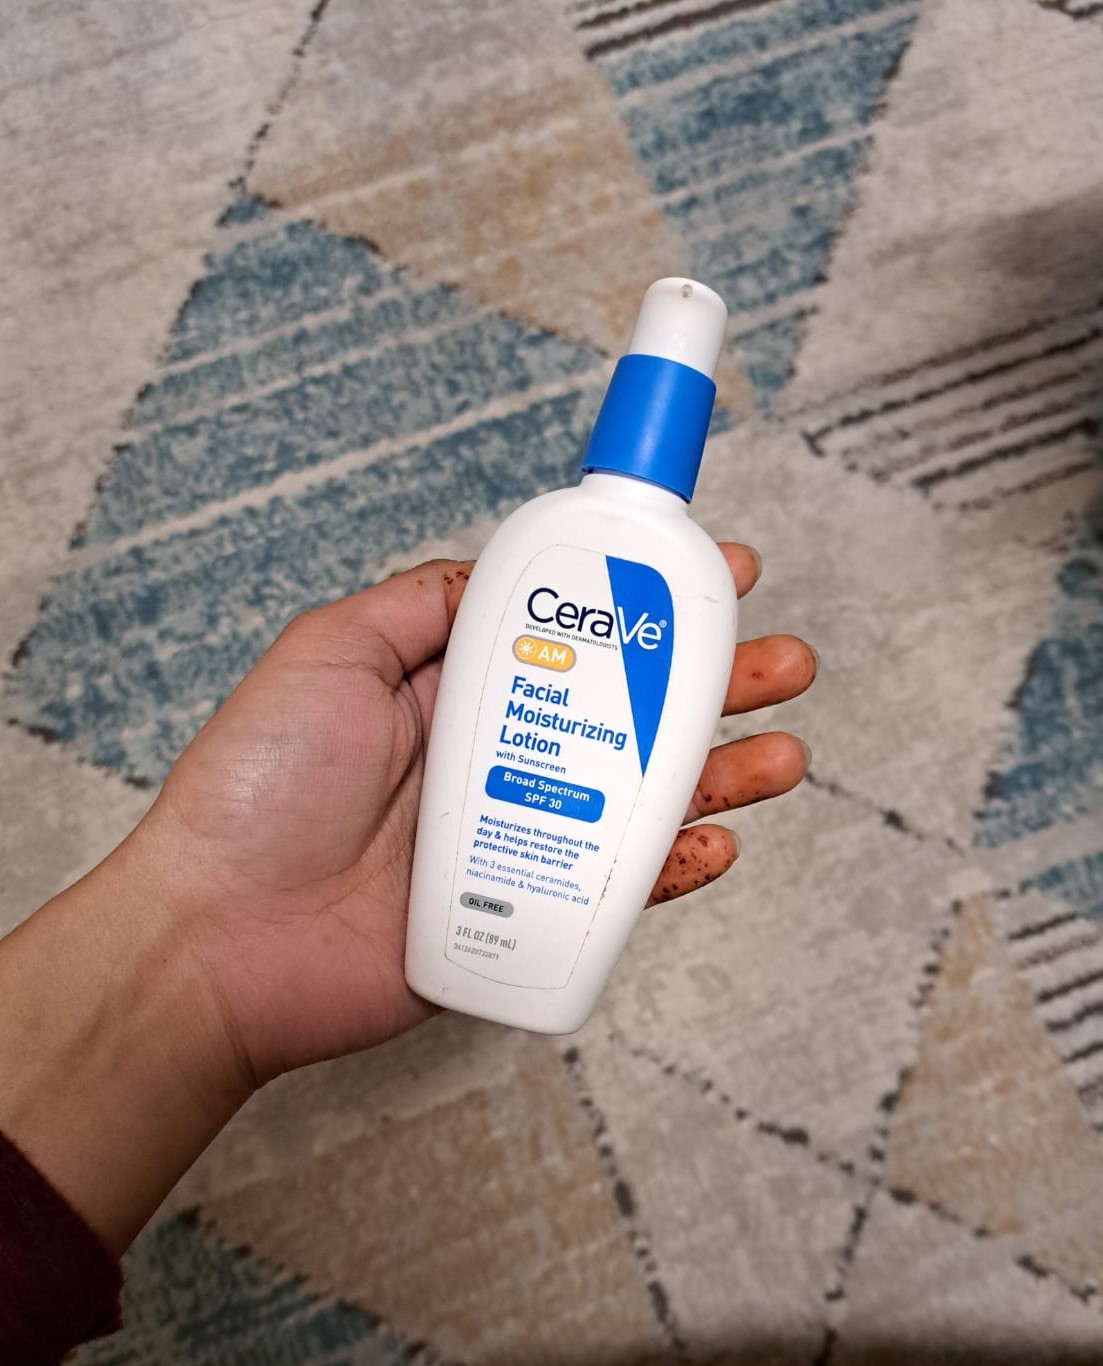 CeraVe®
DEVELOPED WITH DERMATOLOGISTS
AM
Facial
Moisturizing
Lotion
with Sunscreen
Broad Spectrum
SPF 30
Moisturizes throughout the
day & helps restore the
protective skin barrier
With 3 essential ceramides,
niacinamide & hyaluronic acid
OIL FREE
3 FL OZ (89 mL)